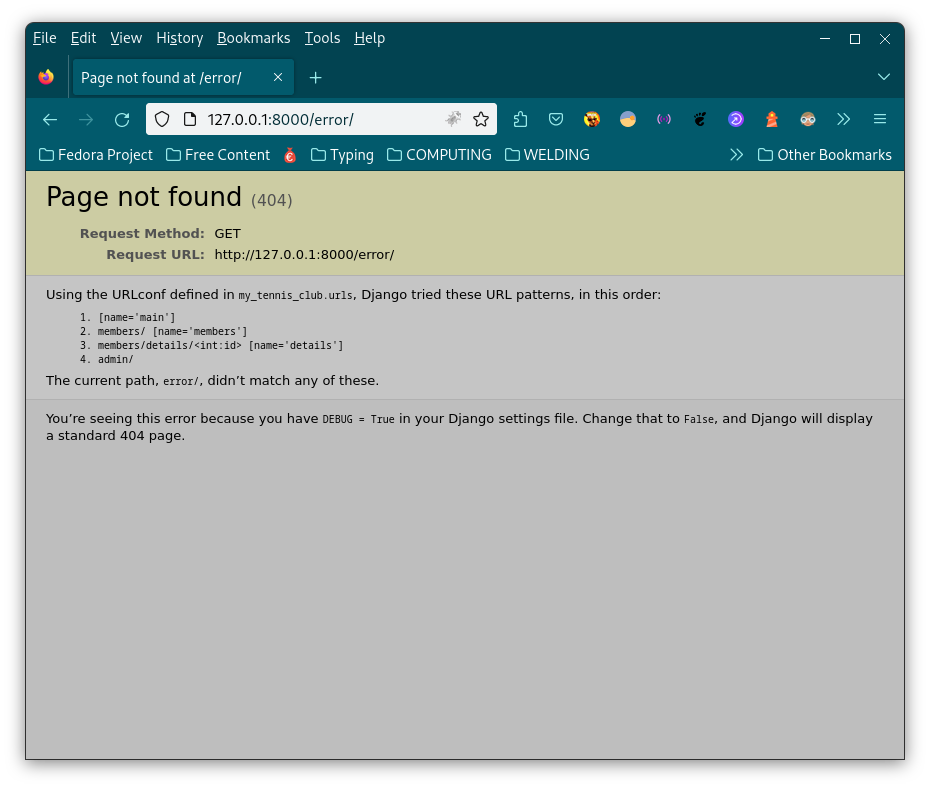 File Edit View History Bookmarks Tools Help
Page not found at /error/
127.0.0.1:8000/error/
Fedora Project Free Content Typing COMPUTING WELDING Other Bookmarks
Page not found (404)
Request Method: GET
Request URL: http://127.0.0.1:8000/error/
Using the URLconf defined in my_tennis_club.urls, Django tried these URL patterns, in this order:
1. [name='main']
2. members/ [name='members']
3. members/details/<int:id> [name='details']
4. admin/
The current path, error/, didn’t match any of these.
You’re seeing this error because you have DEBUG = True in your Django settings file. Change that to False, and Django will display
a standard 404 page.